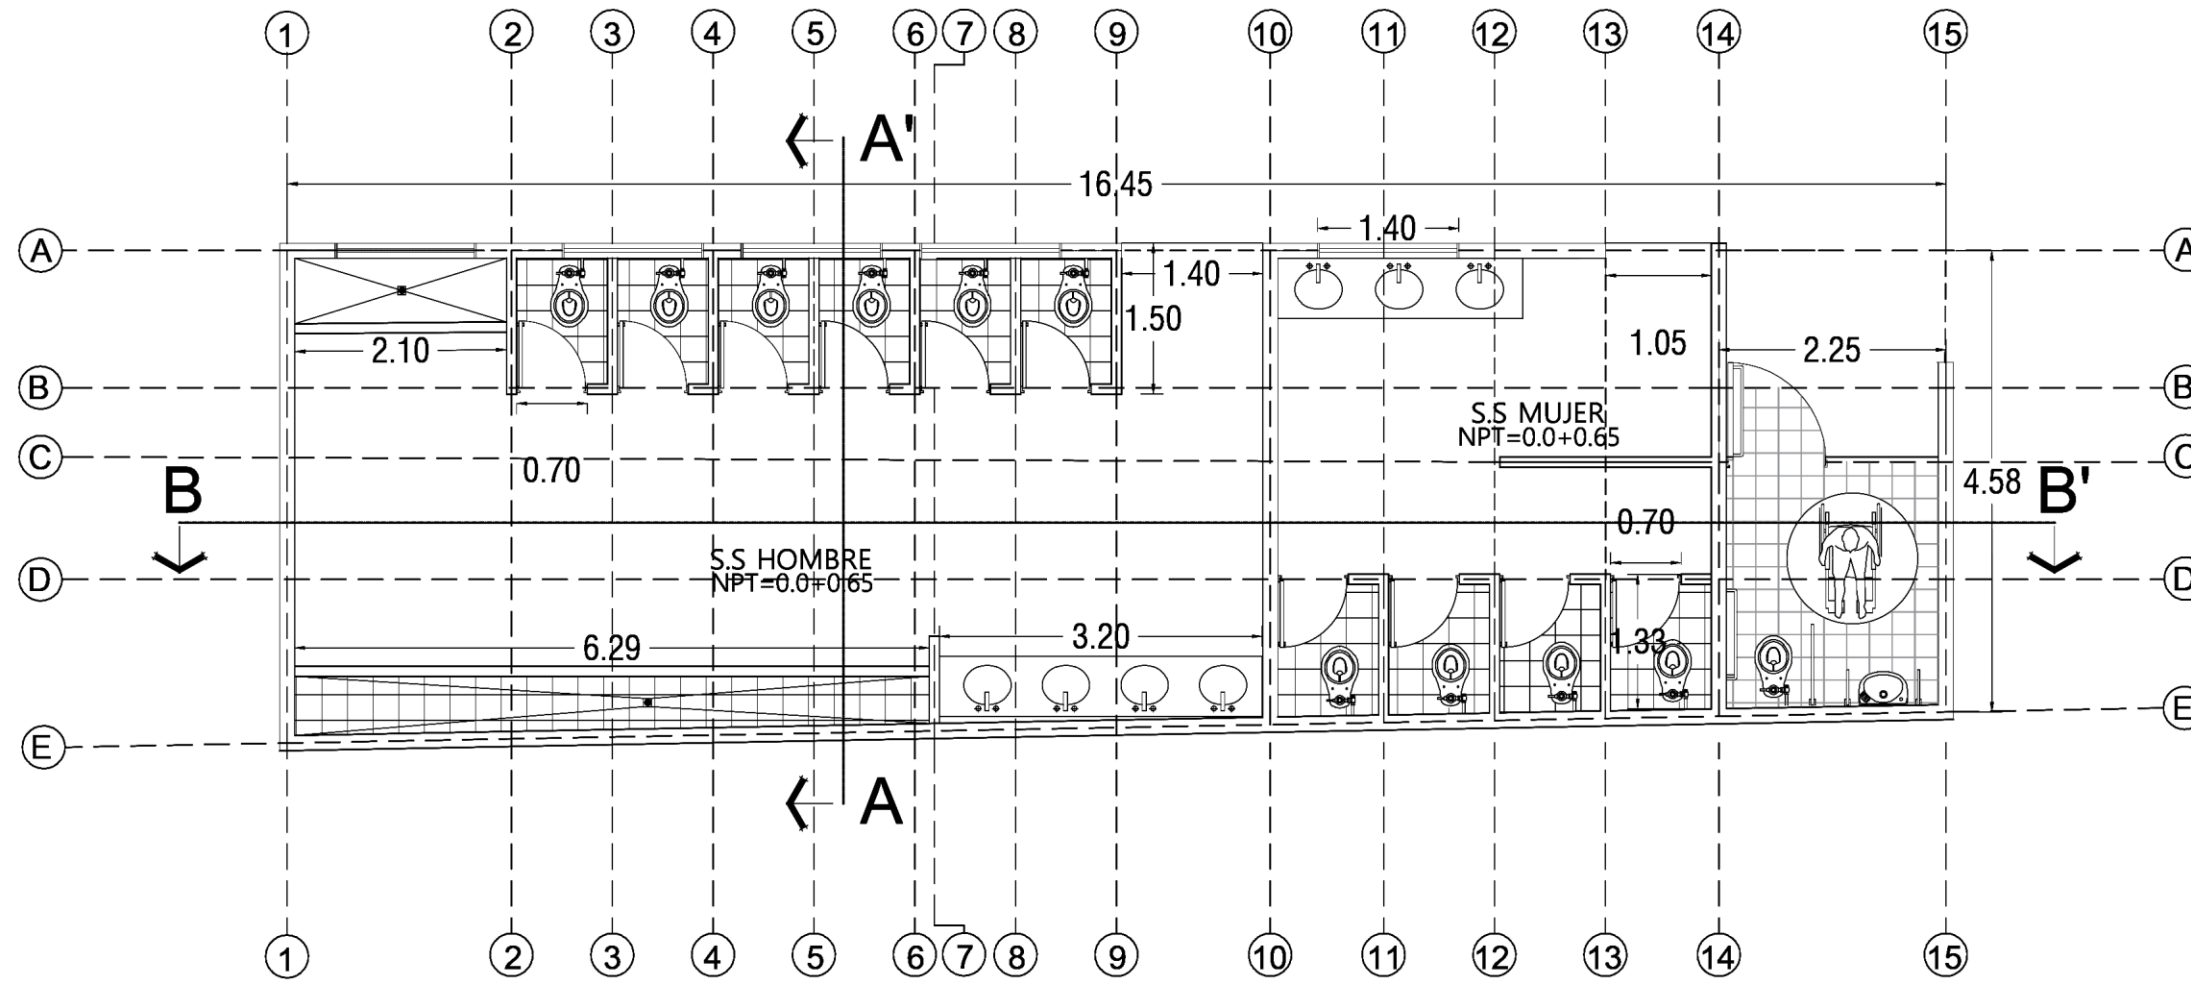 1 2 3 4 5 6 7 8 9 10 11 12 13 14 15
A'
16.45
1.40
A A
1.40
1.50
2.10 1.05 2.25
B B
S.S MUJER
NPT=0.0+0.65
C C
0.70
4.58
B B'
0.70
S.S HOMBRE
NPT=0.0+0.65
D D
6.29 3.20 1.33
E E
A
1 2 3 4 5 6 7 8 9 10 11 12 13 14 15